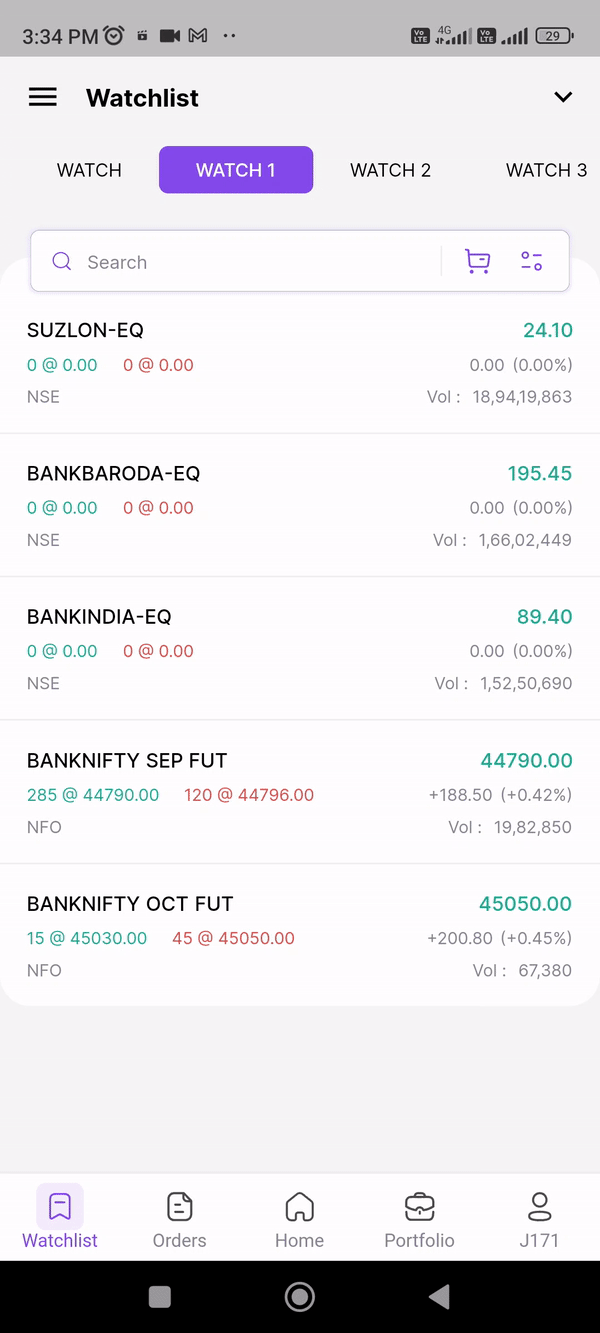 3:34 PM
Vo LTE 4G Vo LTE 29
Watchlist
WATCH WATCH 1 WATCH 2 WATCH 3
Search
SUZLON-EQ 24.10
0 @ 0.00 0 @ 0.00 0.00 (0.00%)
NSE Vol : 18,94,19,863
BANKBARODA-EQ 195.45
0 @ 0.00 0 @ 0.00 0.00 (0.00%)
NSE Vol : 1,66,02,449
BANKINDIA-EQ 89.40
0 @ 0.00 0 @ 0.00 0.00 (0.00%)
NSE Vol : 1,52,50,690
BANKNIFTY SEP FUT 44790.00
285 @ 44790.00 120 @ 44796.00 +188.50 (+0.42%)
NFO Vol : 19,82,850
BANKNIFTY OCT FUT 45050.00
15 @ 45030.00 45 @ 45050.00 +200.80 (+0.45%)
NFO Vol : 67,380
Watchlist Orders Home Portfolio J171